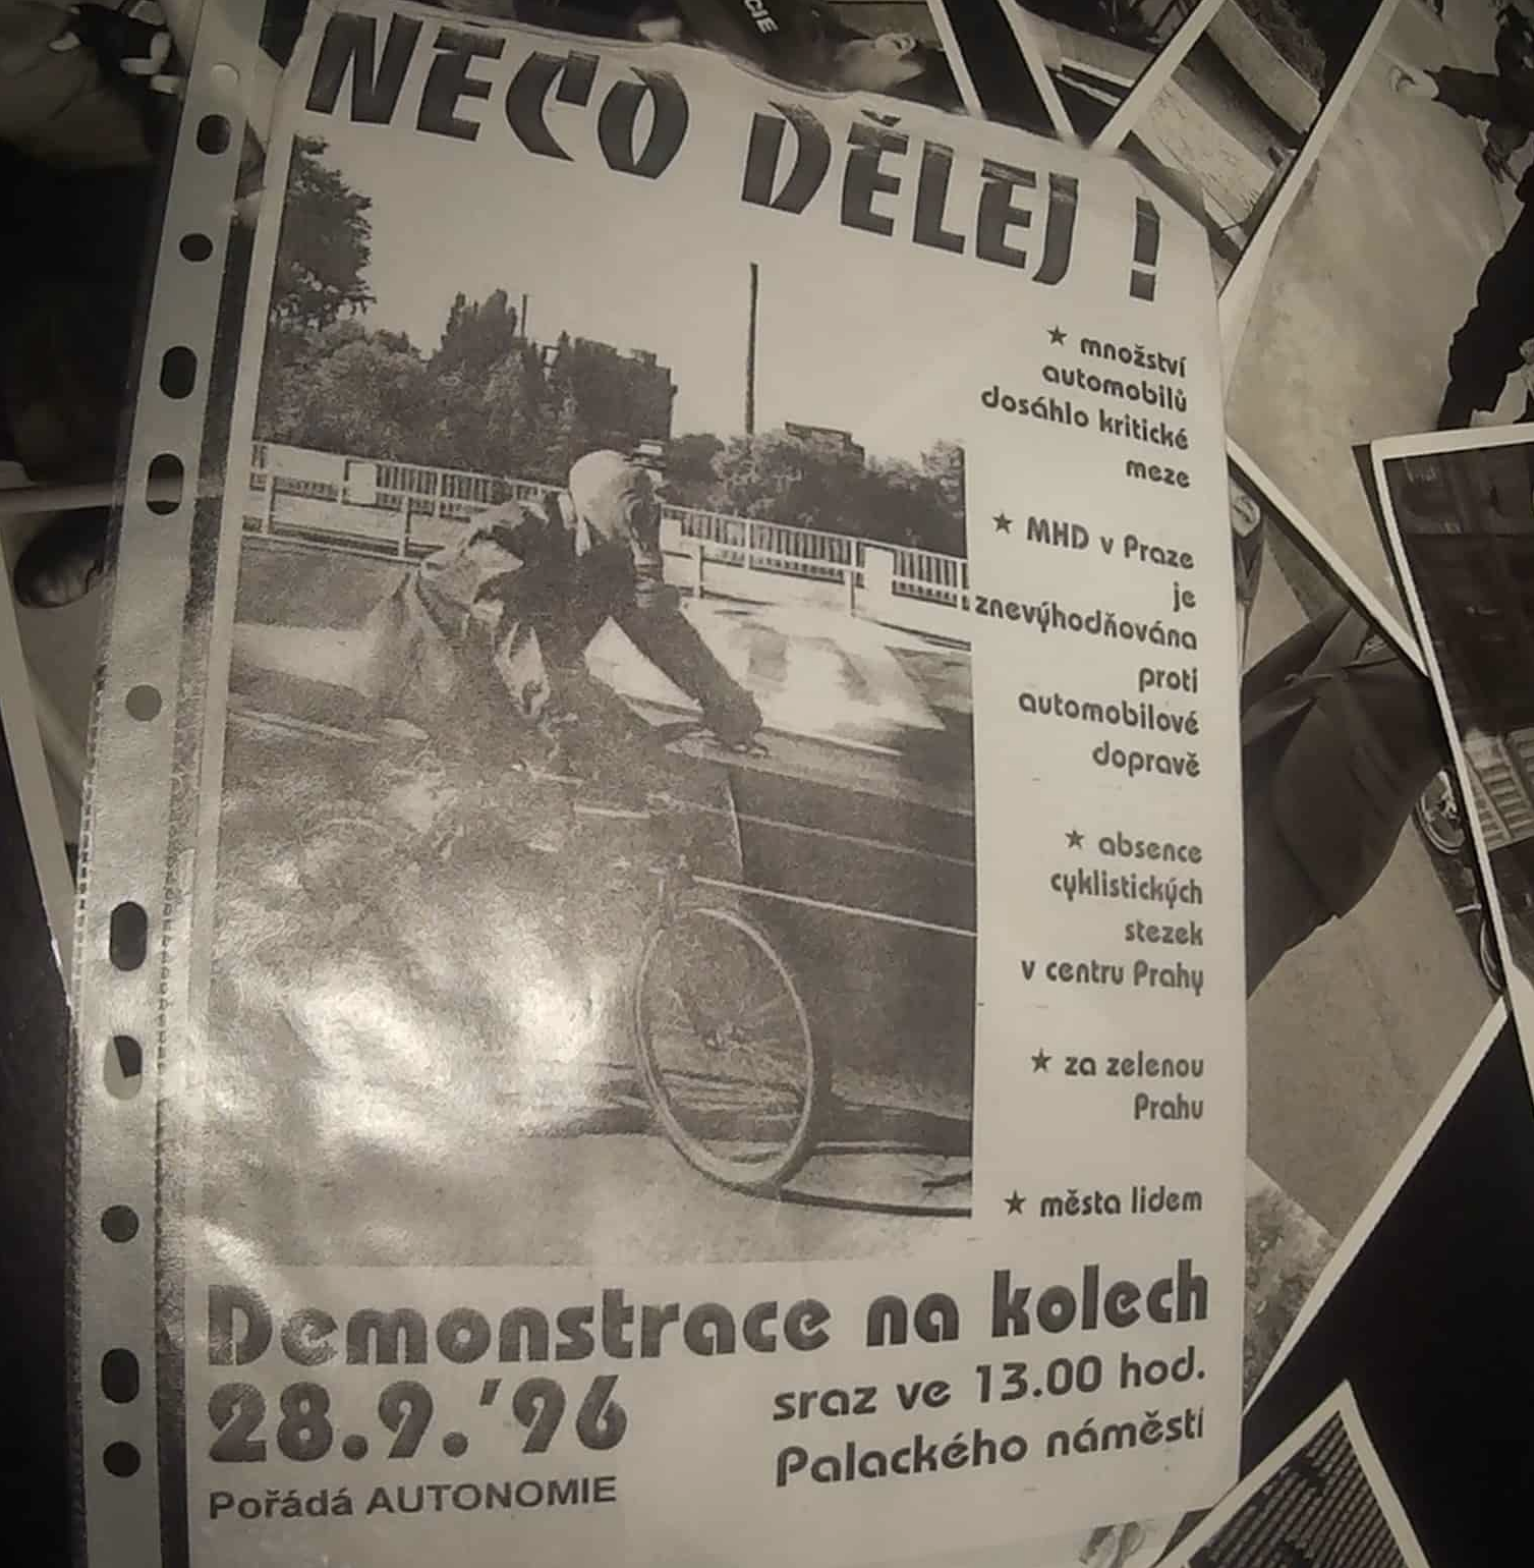 NĚCO DĚLEJ !
★ množství
automobilů
dosáhlo kritické
meze
★ MHD v Praze
je
znevýhodňována
proti
automobilové
dopravě
★ absence
cyklistických
stezek
v centru Prahy
★ za zelenou
Prahu
★ města lidem
Demonstrace na kolech
28.9.'96
sraz ve 13.00 hod.
Palackého náměstí
Pořádá AUTONOMIE